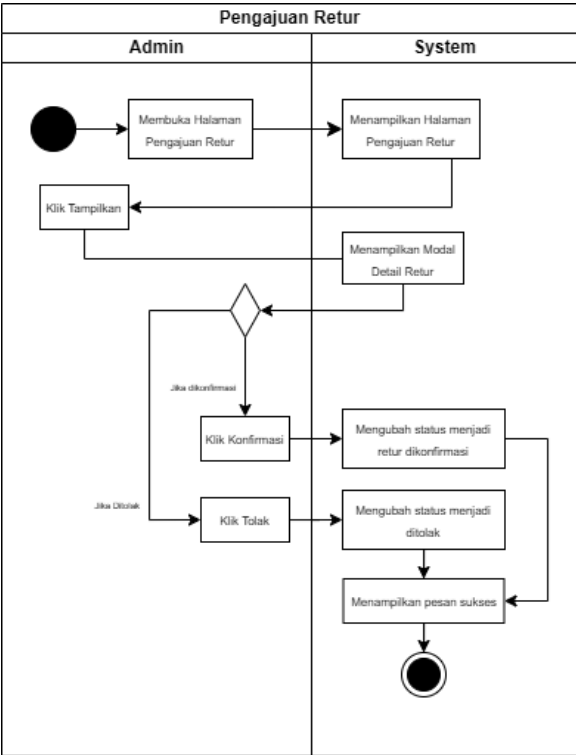 Pengajuan Retur
Admin
System
Membuka Halaman
Pengajuan Retur
Menampilkan Halaman
Pengajuan Retur
Klik Tampilkan
Menampilkan Modal
Detail Retur
Jika dikonfirmasi
Klik Konfirmasi
Mengubah status menjadi
retur dikonfirmasi
Jika Ditolak
Klik Tolak
Mengubah status menjadi
ditolak
Menampilkan pesan sukses